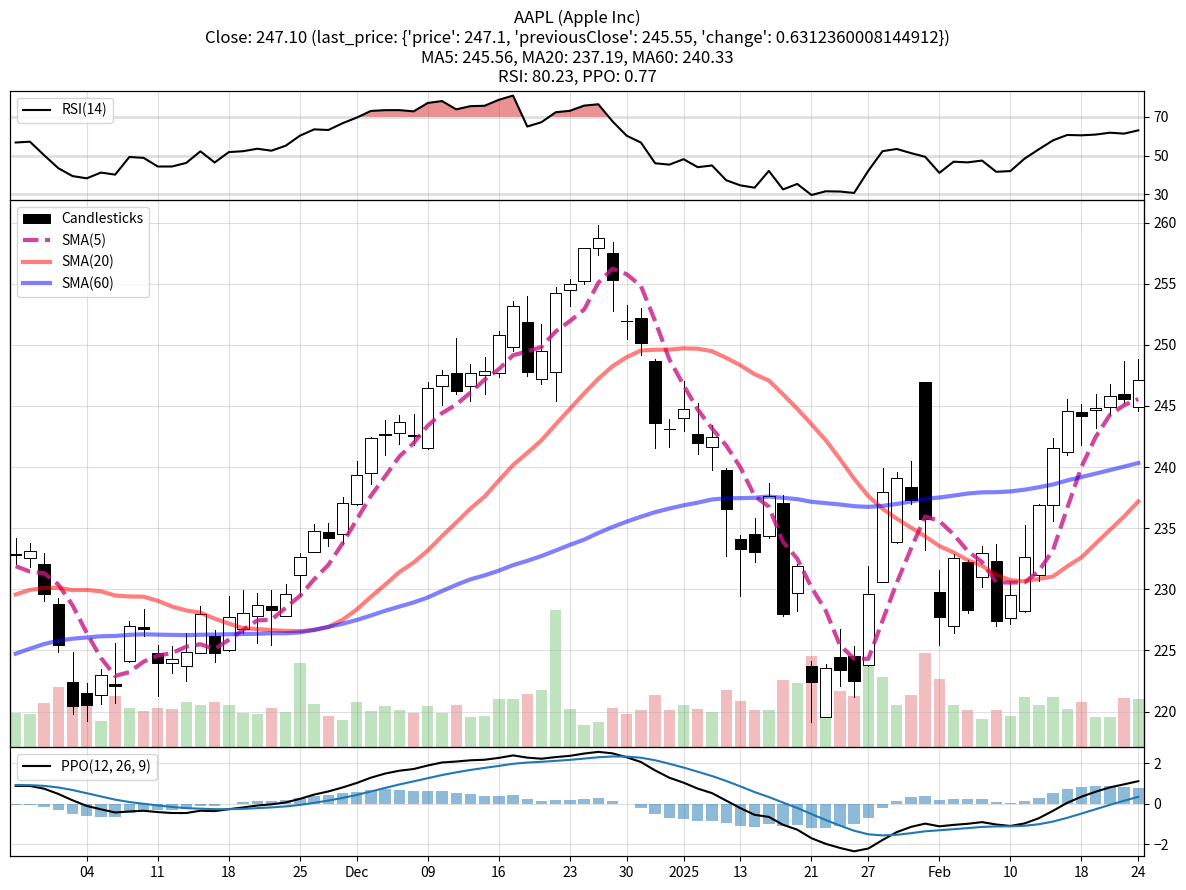 AAPL (Apple Inc)
Close: 247.10 (last_price: {'price': 247.1, 'previousClose': 245.55, 'change': 0.6312360008144912})
MA5: 245.56, MA20: 237.19, MA60: 240.33
RSI: 80.23, PPO: 0.77
RSI(14)
70
50
30
Candlesticks
SMA(5)
SMA(20)
SMA(60)
260
255
250
245
240
235
230
225
220
PPO(12, 26, 9)
2
0
−2
04 11 18 25 Dec 09 16 23 30 2025 13 21 27 Feb 10 18 24